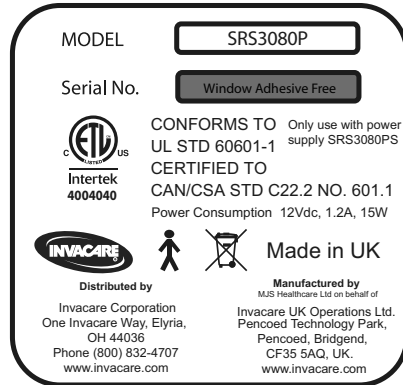 MODEL SRS3080P
Serial No. Window Adhesive Free
C ETL LISTED US
Intertek
4004040
CONFORMS TO
UL STD 60601-1
CERTIFIED TO
CAN/CSA STD C22.2 NO. 601.1
Only use with power
supply SRS3080PS
Power Consumption 12Vdc, 1.2A, 15W
INVACARE
Made in UK
Distributed by
Invacare Corporation
One Invacare Way, Elyria,
OH 44036
Phone (800) 832-4707
www.invacare.com
Manufactured by
MJS Healthcare Ltd on behalf of
Invacare UK Operations Ltd.
Pencoed Technology Park,
Pencoed, Bridgend,
CF35 5AQ, UK.
www.invacare.com